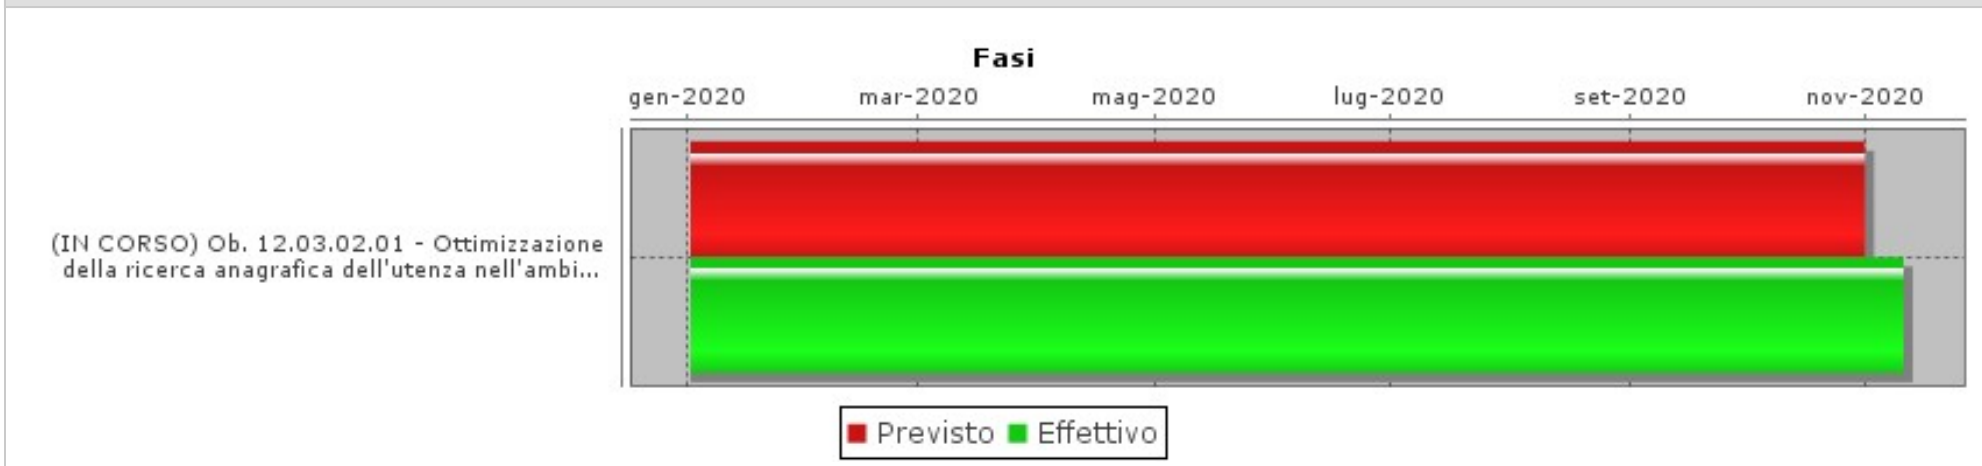 Fasi
gen-2020 mar-2020 mag-2020 lug-2020 set-2020 nov-2020
(IN CORSO) Ob. 12.03.02.01 - Ottimizzazione
della ricerca anagrafica dell'utenza nell'ambi...
Previsto Effettivo